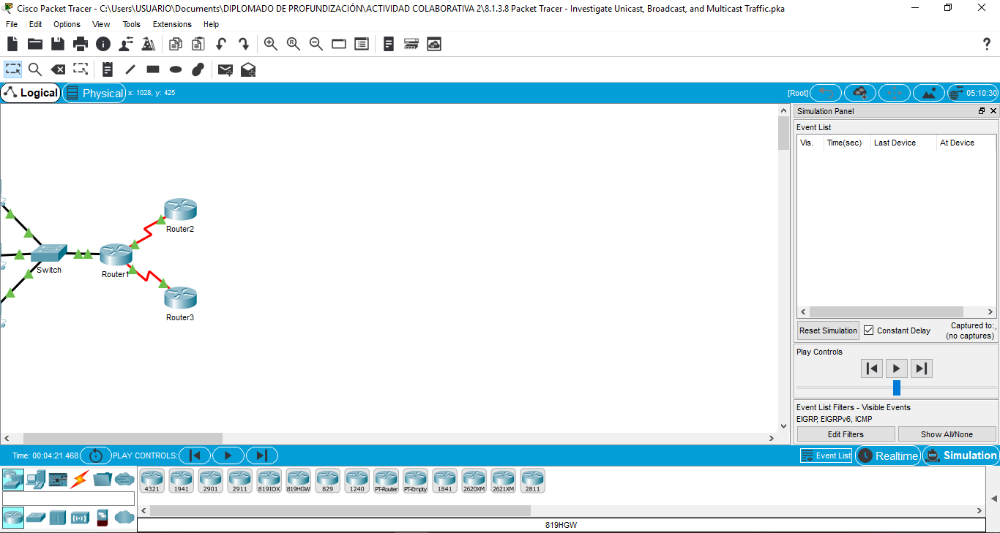 Cisco Packet Tracer - C:\Users\USUARIO\Documents\DIPLOMADO DE PROFUNDIZACIÓN\ACTIVIDAD COLABORATIVA 2\8.1.3.8 Packet Tracer - Investigate Unicast, Broadcast, and Multicast Traffic.pka
File Edit Options View Tools Extensions Help
Logical Physical x: 1028, y: 425 [Root] 05:10:30
Simulation Panel
Event List
Vis. Time(sec) Last Device At Device
Router2
Switch
Router1
Router3
Reset Simulation Constant Delay Captured to:
(no captures)
Play Controls
Event List Filters - Visible Events
EIGRP, EIGRPv6, ICMP
Edit Filters Show All/None
Time: 00:04:21.468 PLAY CONTROLS: Event List Realtime Simulation
4321 1941 2901 2911 819IOX 819HGW 829 1240 PT-Router PT-Empty 1841 2620XM 2621XM 2811
819HGW